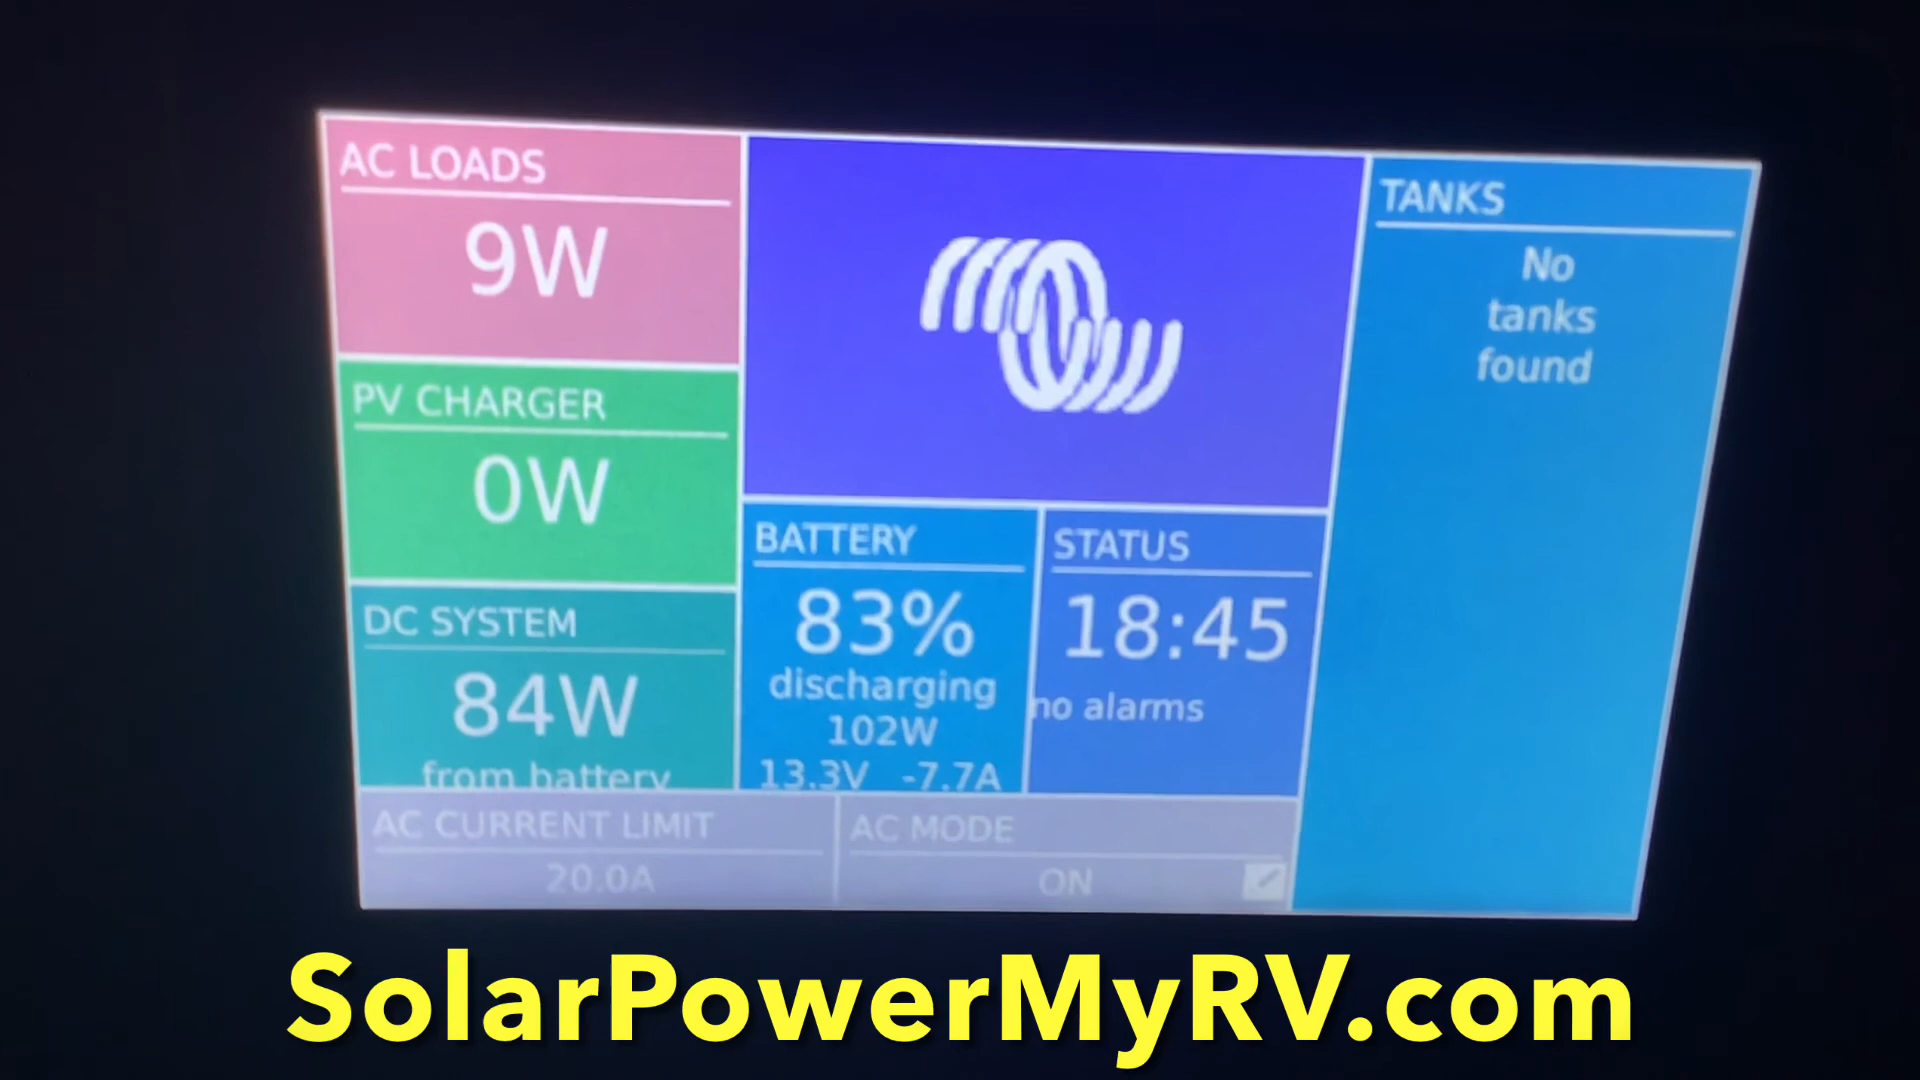 AC LOADS
9W
PV CHARGER
0W
DC SYSTEM
84W
from battery
BATTERY
83%
discharging
102W
13.3V -7.7A
STATUS
18:45
no alarms
TANKS
No
tanks
found
AC CURRENT LIMIT
20.0A
AC MODE
ON
SolarPowerMyRV.com